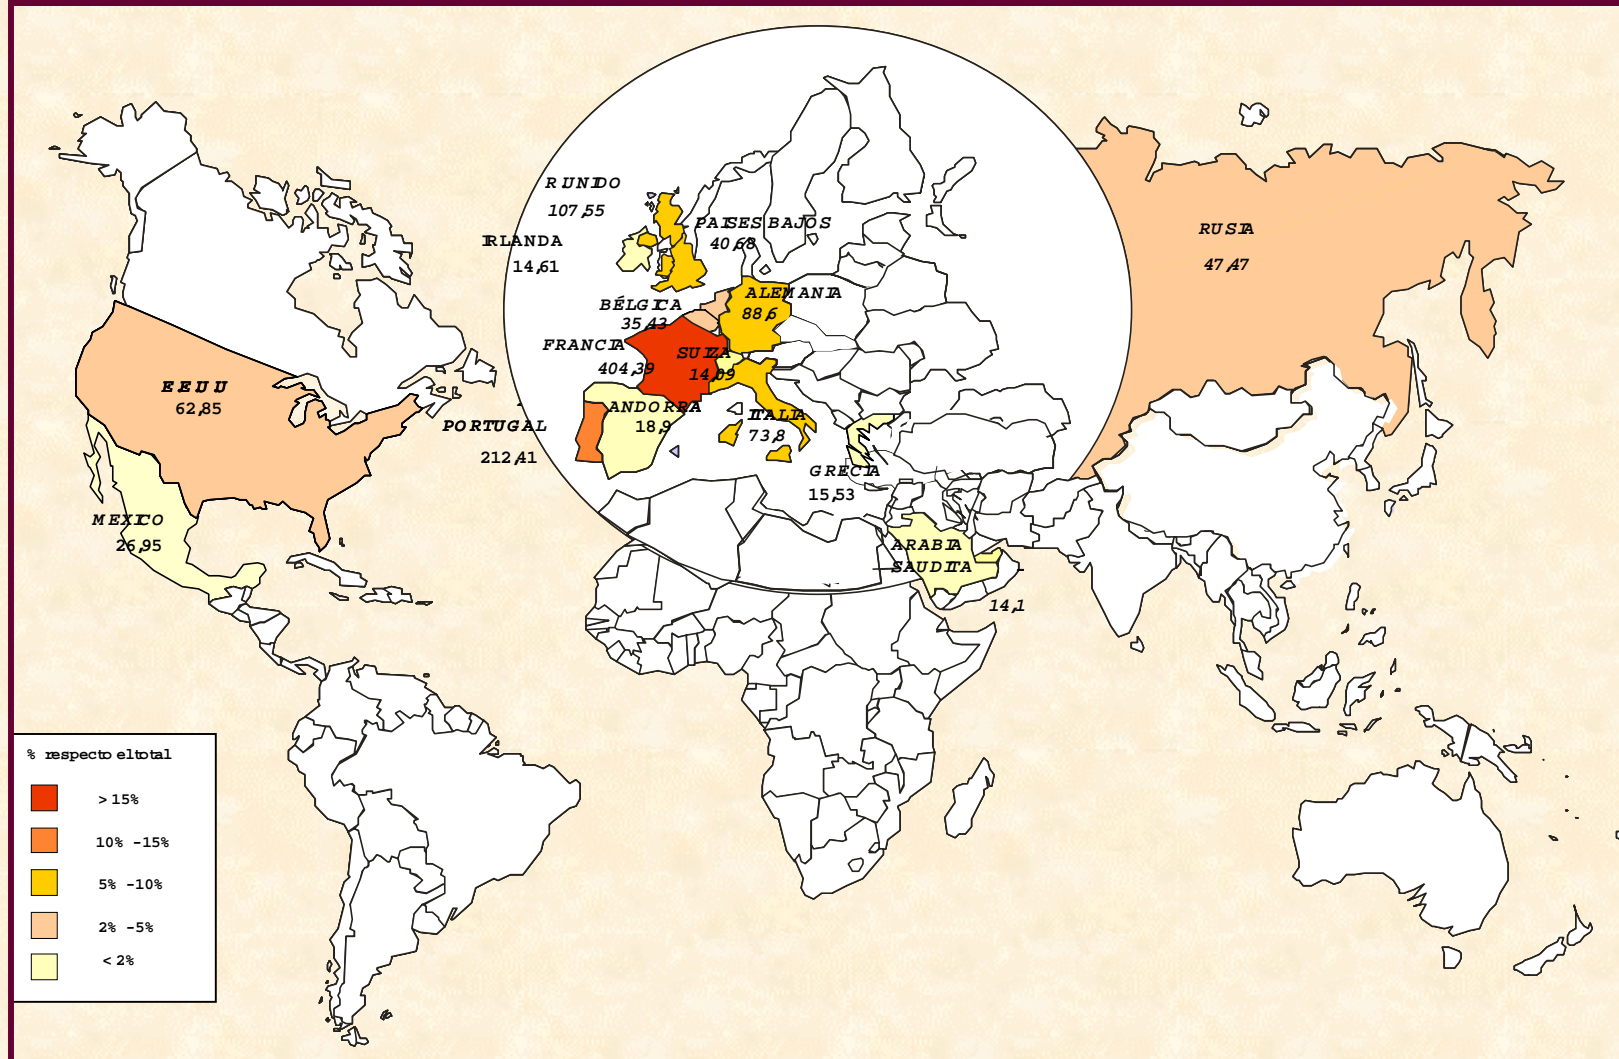 R UNIDO
107,55
PAISES BAJOS
40,68
IRLANDA
14,61
RUSIA
47,47
BÉLGICA
35,43
ALEMANIA
88,6
FRANCIA
404,39
SUIZA
14,09
EEUU
62,85
ANDORRA
18,9
ITALIA
73,8
PORTUGAL
212,41
GRECIA
15,53
MEXICO
26,95
ARABIA
SAUDITA
14,1
% respecto el total
> 15%
10% -15%
5% -10%
2% -5%
< 2%